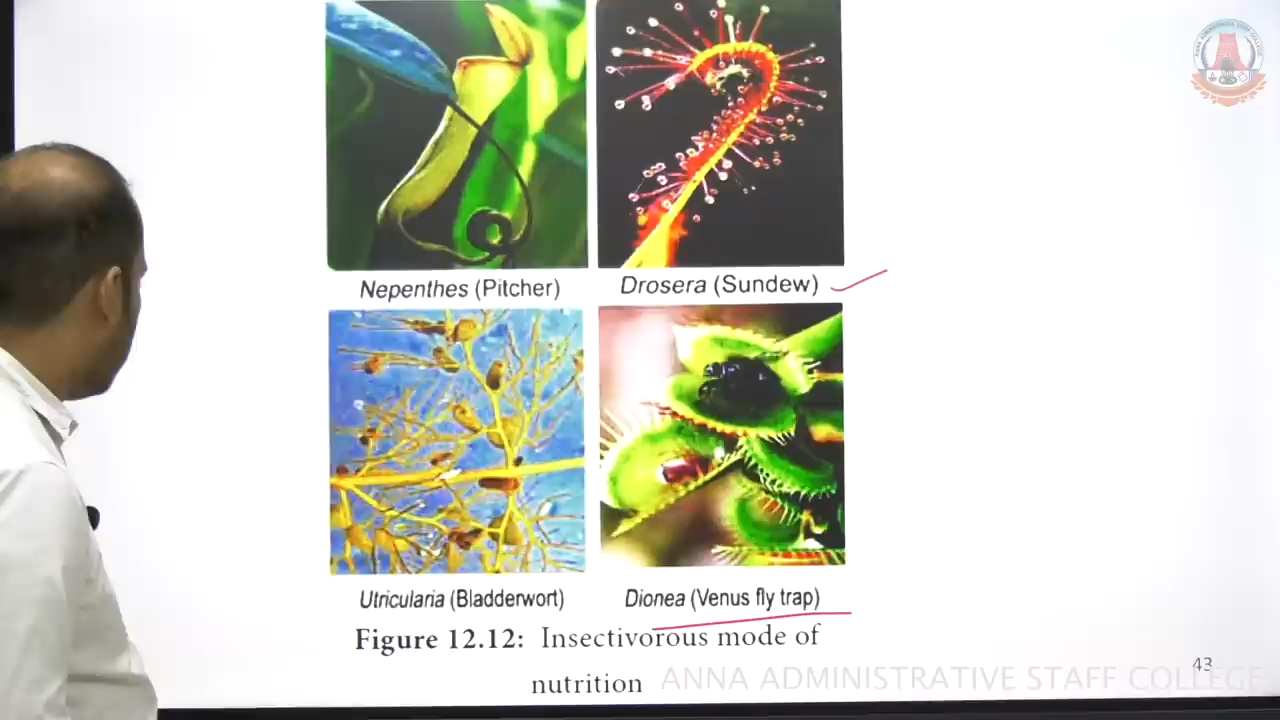 Nepenthes (Pitcher)
Drosera (Sundew)
Utricularia (Bladderwort)
Dionea (Venus fly trap)
Figure 12.12: Insectivorous mode of
nutrition
ANNA ADMINISTRATIVE STAFF COLLEGE
43